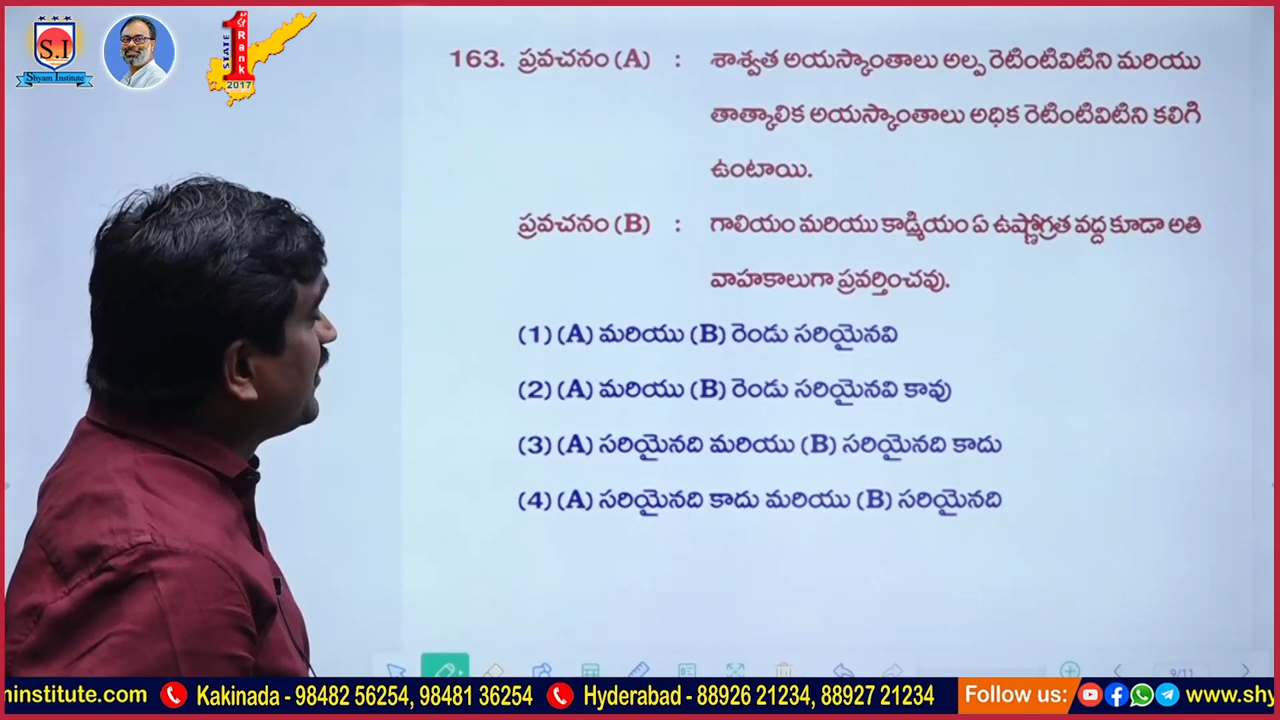 S.I
Shyam Institute
STATE
1
Rank
2017
163. ప్రవచనం (A) : శాశ్వత అయస్కాంతాలు అల్ప రెటింటివిటిని మరియు
తాత్కాలిక అయస్కాంతాలు అధిక రెటింటివిటిని కలిగి
ఉంటాయి.
ప్రవచనం (B) : గాలియం మరియు కాడ్మియం ఏ ఉష్ణోగ్రత వద్ద కూడా అతి
వాహకాలుగా ప్రవర్తించవు.
(1) (A) మరియు (B) రెండు సరియైనవి
(2) (A) మరియు (B) రెండు సరియైనవి కావు
(3) (A) సరియైనది మరియు (B) సరియైనది కాదు
(4) (A) సరియైనది కాదు మరియు (B) సరియైనది
ninstitute.com Kakinada - 98482 56254, 98481 36254 Hyderabad - 88926 21234, 88927 21234 Follow us: www.shy